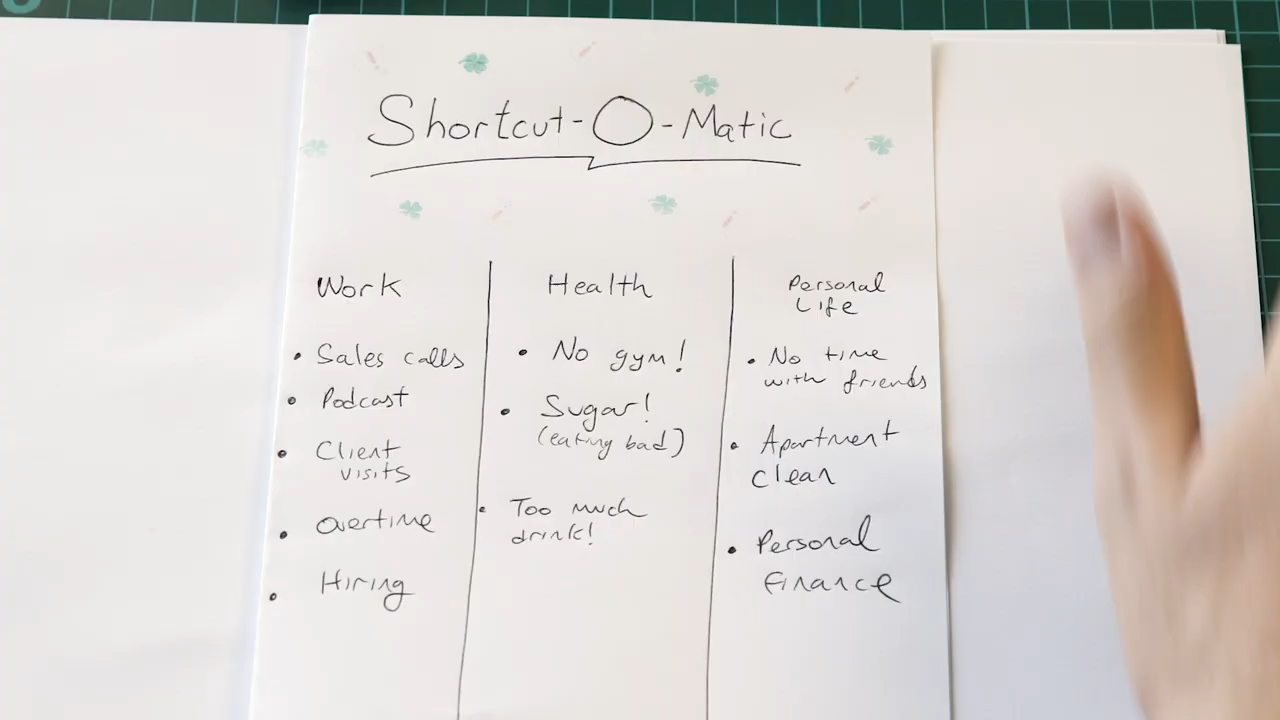 Shortcut-O-Matic
Work
• Sales calls
• Podcast
• Client
visits
• Overtime
• Hiring
Health
• No gym!
• Sugar!
(eating bad)
• Too much
drink!
Personal
Life
• No time
with friends
• Apartment
clean
• Personal
finance